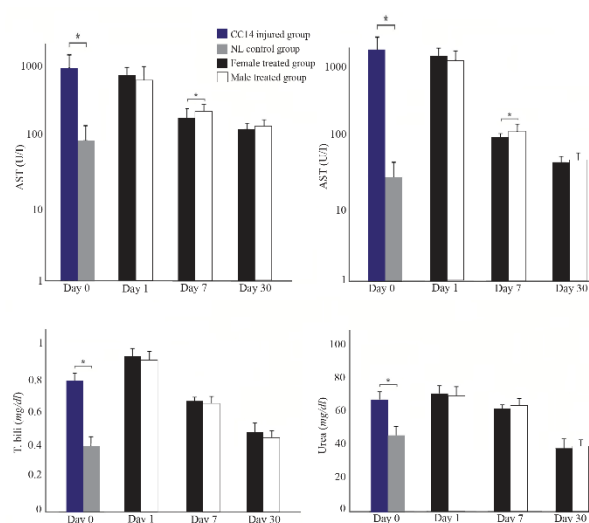 CC14 injured group
NL control group
Female treated group
Male treated group
AST (U/I)
1000
100
10
1
*
*
Day 0
Day 1
Day 7
Day 30
AST (U/I)
1000
100
10
1
*
*
Day 0
Day 1
Day 7
Day 30
T. bili (mg/dl)
1
0,8
0.6
0.4
0.2
0
*
Day 0
Day 1
Day 7
Day 30
Urea (mg/dl)
100
80
60
40
20
0
*
Day 0
Day 1
Day 7
Day 30